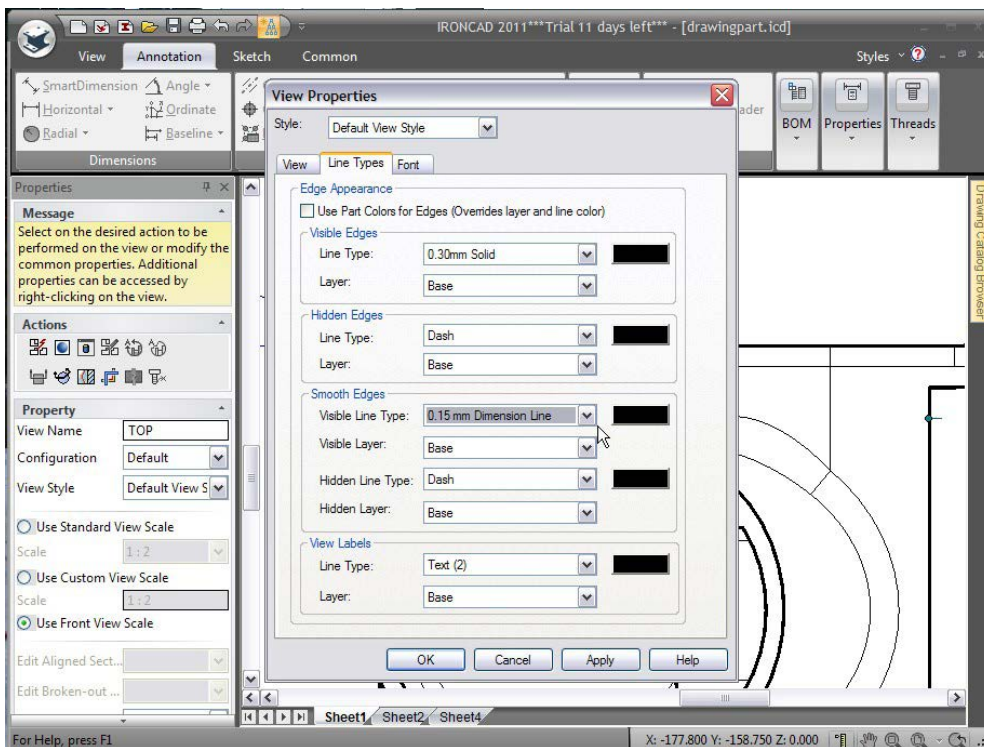 IRONCAD 2011***Trial 11 days left*** - [drawingpart.icd]
View Annotation Sketch Common Styles
SmartDimension Angle
Horizontal Ordinate
Radial Baseline
Dimensions
BOM Properties Threads
Properties
Message
Select on the desired action to be
performed on the view or modify the
common properties. Additional
properties can be accessed by
right-clicking on the view.
Actions
Property
View Name TOP
Configuration Default
View Style Default View S
Use Standard View Scale
Scale 1 : 2
Use Custom View Scale
Scale 1 : 2
Use Front View Scale
Edit Aligned Sect...
Edit Broken-out ...
View Properties
Style: Default View Style
View Line Types Font
Edge Appearance
Use Part Colors for Edges (Overrides layer and line color)
Visible Edges
Line Type: 0.30mm Solid
Layer: Base
Hidden Edges
Line Type: Dash
Layer: Base
Smooth Edges
Visible Line Type: 0.15 mm Dimension Line
Visible Layer: Base
Hidden Line Type: Dash
Hidden Layer: Base
View Labels
Line Type: Text (2)
Layer: Base
OK Cancel Apply Help
Drawing Catalog Browser
Sheet1 Sheet2 Sheet4
For Help, press F1
X: -177.800 Y: -158.750 Z: 0.000